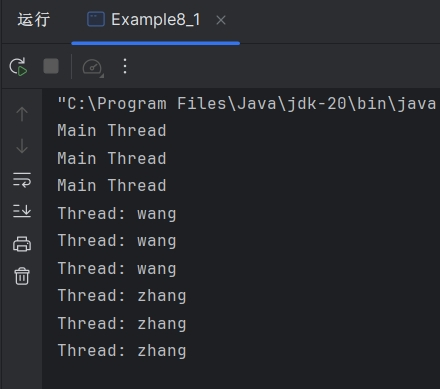 运行
Example8_1
"C:\Program Files\Java\jdk-20\bin\java
Main Thread
Main Thread
Main Thread
Thread: wang
Thread: wang
Thread: wang
Thread: zhang
Thread: zhang
Thread: zhang